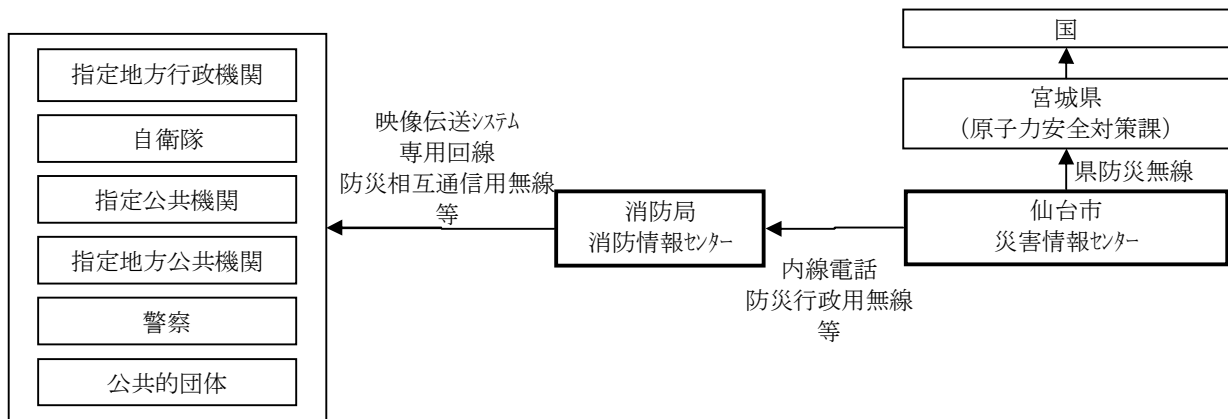 指定地方行政機関
自衛隊
指定公共機関
指定地方公共機関
警察
公共的団体
映像伝送ｼｽﾃﾑ
専用回線
防災相互通信用無線
等
消防局
消防情報ｾﾝﾀｰ
内線電話
防災行政用無線
等
国
宮城県
（原子力安全対策課）
県防災無線
仙台市
災害情報ｾﾝﾀｰ